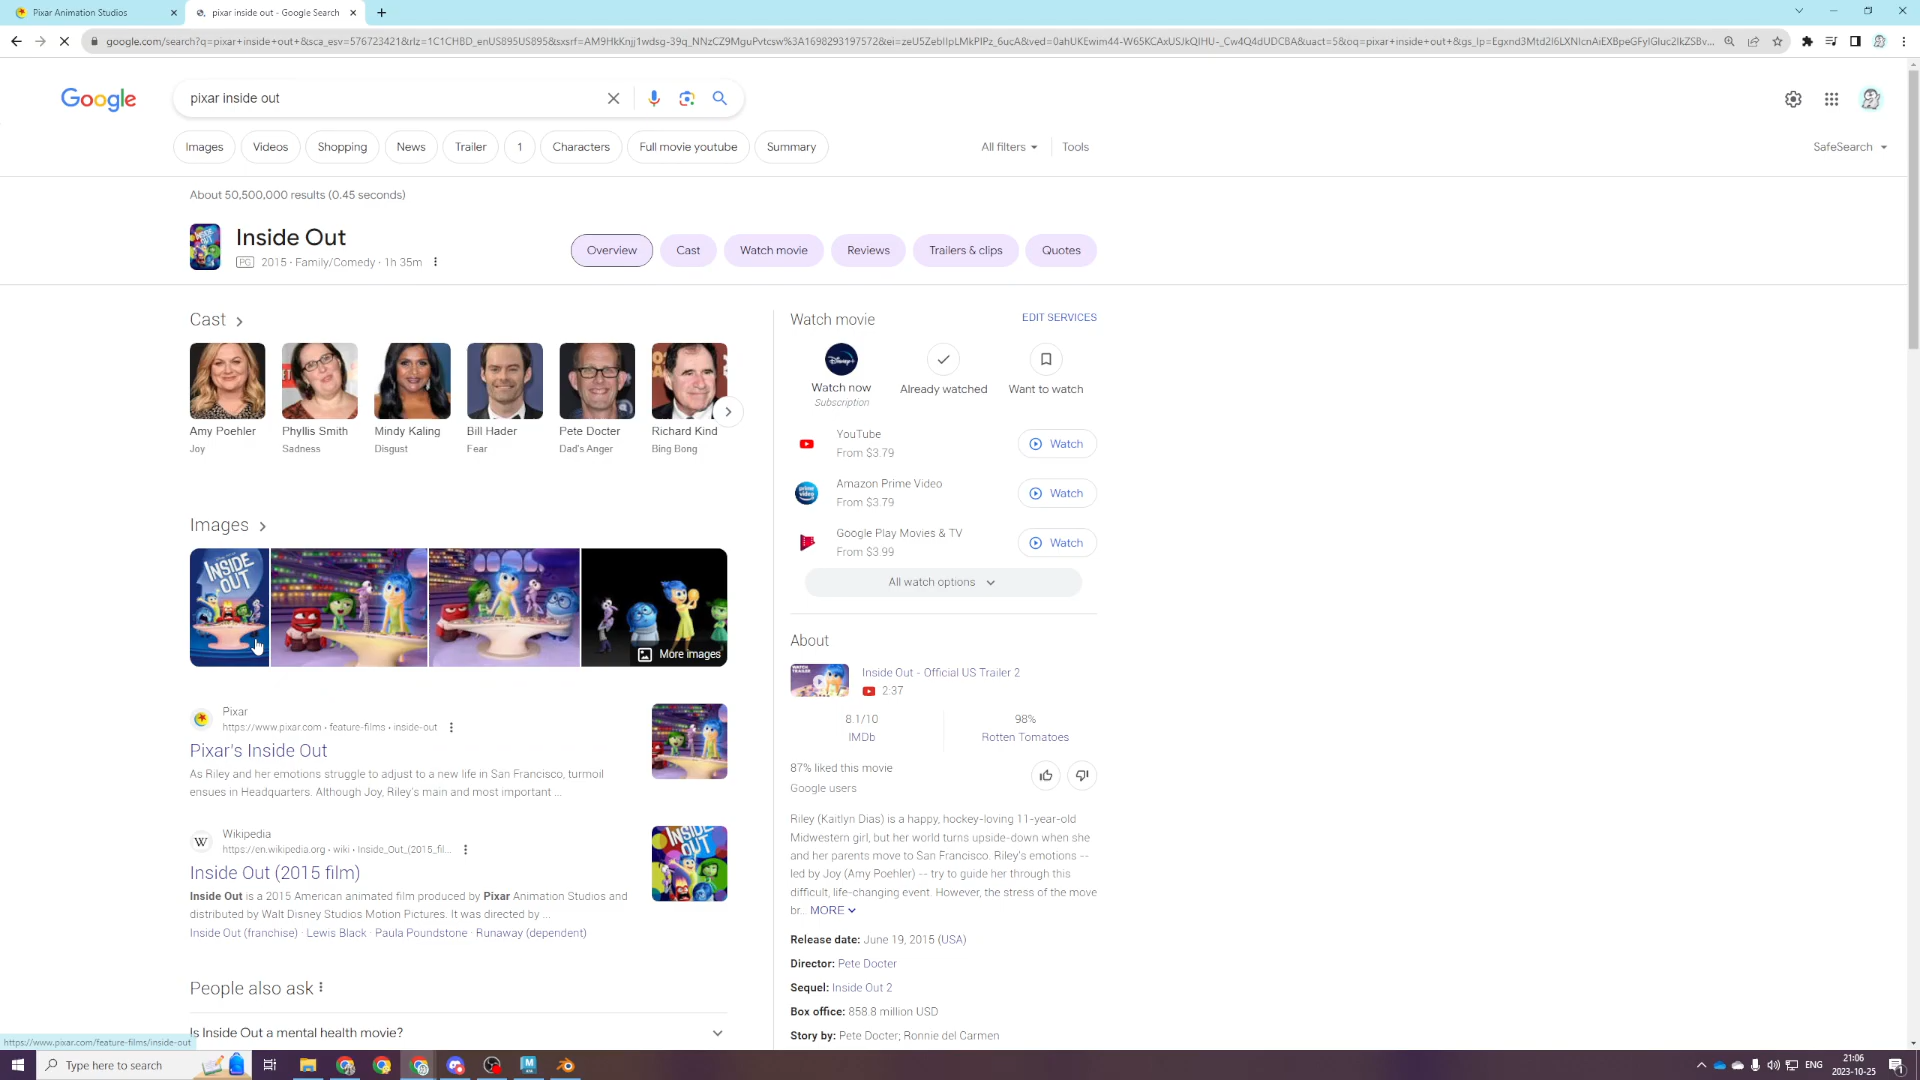 Pixar Animation Studios
pixar inside out - Google Search
Google
pixar inside out
Images
Videos
Shopping
News
Trailer
1
Characters
Full movie youtube
Summary
All filters
Tools
SafeSearch
About 50,500,000 results (0.45 seconds)
Inside Out
PG 2015 · Family/Comedy · 1h 35m
Overview
Cast
Watch movie
Reviews
Trailers & clips
Quotes
Cast
Amy Poehler
Joy
Phyllis Smith
Sadness
Mindy Kaling
Disgust
Bill Hader
Fear
Pete Docter
Dad's Anger
Richard Kind
Bing Bong
Images
INSIDE OUT
More images
Pixar
https://www.pixar.com › feature-films › inside-out
Pixar's Inside Out
As Riley and her emotions struggle to adjust to a new life in San Francisco, turmoil
ensues in Headquarters. Although Joy, Riley's main and most important ...
W
Wikipedia
https://en.wikipedia.org › wiki › Inside_Out_(2015_fil...
Inside Out (2015 film)
Inside Out is a 2015 American animated film produced by Pixar Animation Studios and
distributed by Walt Disney Studios Motion Pictures. It was directed by ...
Inside Out (franchise) · Lewis Black · Paula Poundstone · Runaway (dependent)
INSIDE OUT
People also ask
Is Inside Out a mental health movie?
Watch movie
EDIT SERVICES
Disney+
Watch now
Subscription
Already watched
Want to watch
YouTube
From $3.79
Watch
prime video
Amazon Prime Video
From $3.79
Watch
Google Play Movies & TV
From $3.99
Watch
All watch options
About
Inside Out - Official US Trailer 2
2:37
8.1/10
IMDb
98%
Rotten Tomatoes
87% liked this movie
Google users
Riley (Kaitlyn Dias) is a happy, hockey-loving 11-year-old
Midwestern girl, but her world turns upside-down when she
and her parents move to San Francisco. Riley's emotions --
led by Joy (Amy Poehler) -- try to guide her through this
difficult, life-changing event. However, the stress of the move
br... MORE
Release date: June 19, 2015 (USA)
Director: Pete Docter
Sequel: Inside Out 2
Box office: 858.8 million USD
Story by: Pete Docter; Ronnie del Carmen
https://www.pixar.com/feature-films/inside-out
Type here to search
ENG
21:06
2023-10-25